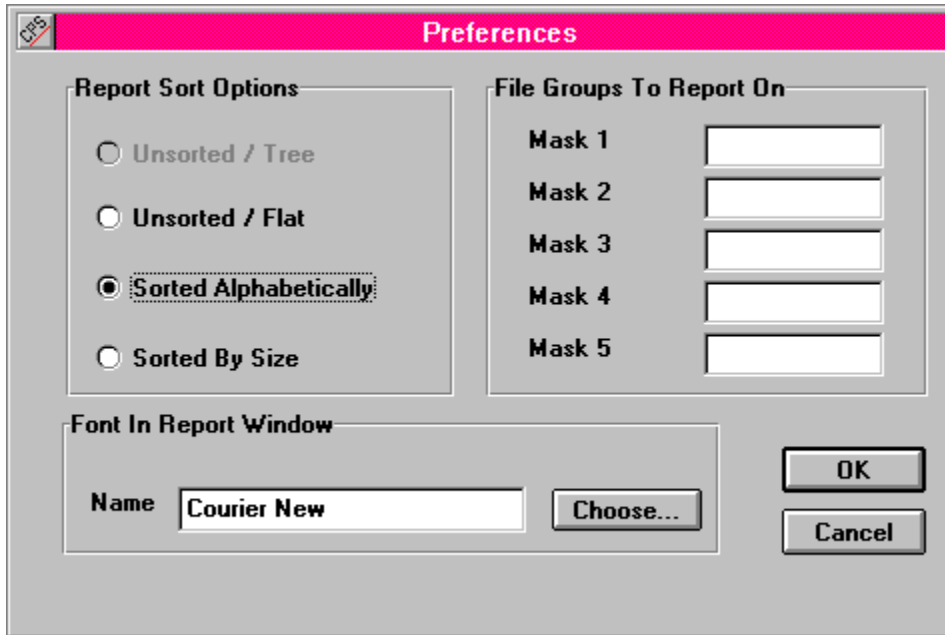 CPS
Preferences
Report Sort Options
Unsorted / Tree
Unsorted / Flat
Sorted Alphabetically
Sorted By Size
File Groups To Report On
Mask 1
Mask 2
Mask 3
Mask 4
Mask 5
Font In Report Window
Name
Courier New
Choose...
OK
Cancel